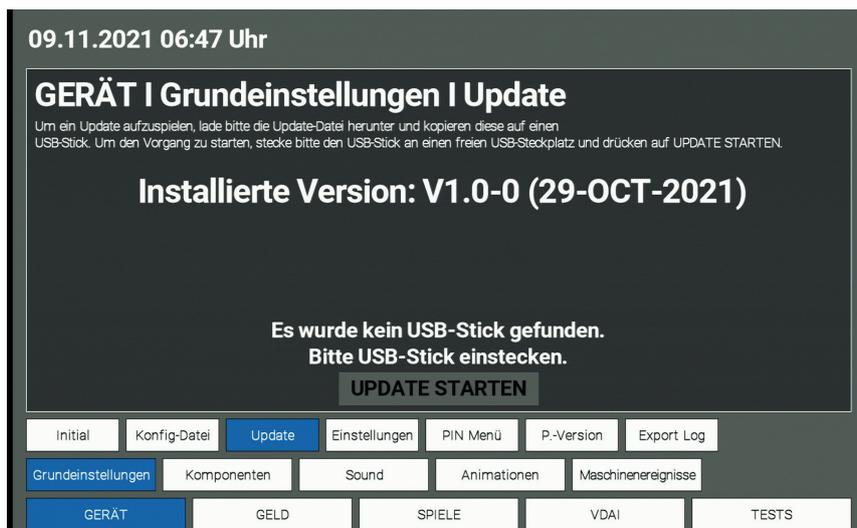 09.11.2021 06:47 Uhr
GERÄT I Grundeinstellungen I Update
Um ein Update aufzuspielen, lade bitte die Update-Datei herunter und kopieren diese auf einen
USB-Stick. Um den Vorgang zu starten, stecke bitte den USB-Stick an einen freien USB-Steckplatz und drücken auf UPDATE STARTEN.
Installierte Version: V1.0-0 (29-OCT-2021)
Es wurde kein USB-Stick gefunden.
Bitte USB-Stick einstecken.
UPDATE STARTEN
Initial Konfig-Datei Update Einstellungen PIN Menü P.-Version Export Log
Grundeinstellungen Komponenten Sound Animationen Maschinenereignisse
GERÄT GELD SPIELE VDAI TESTS